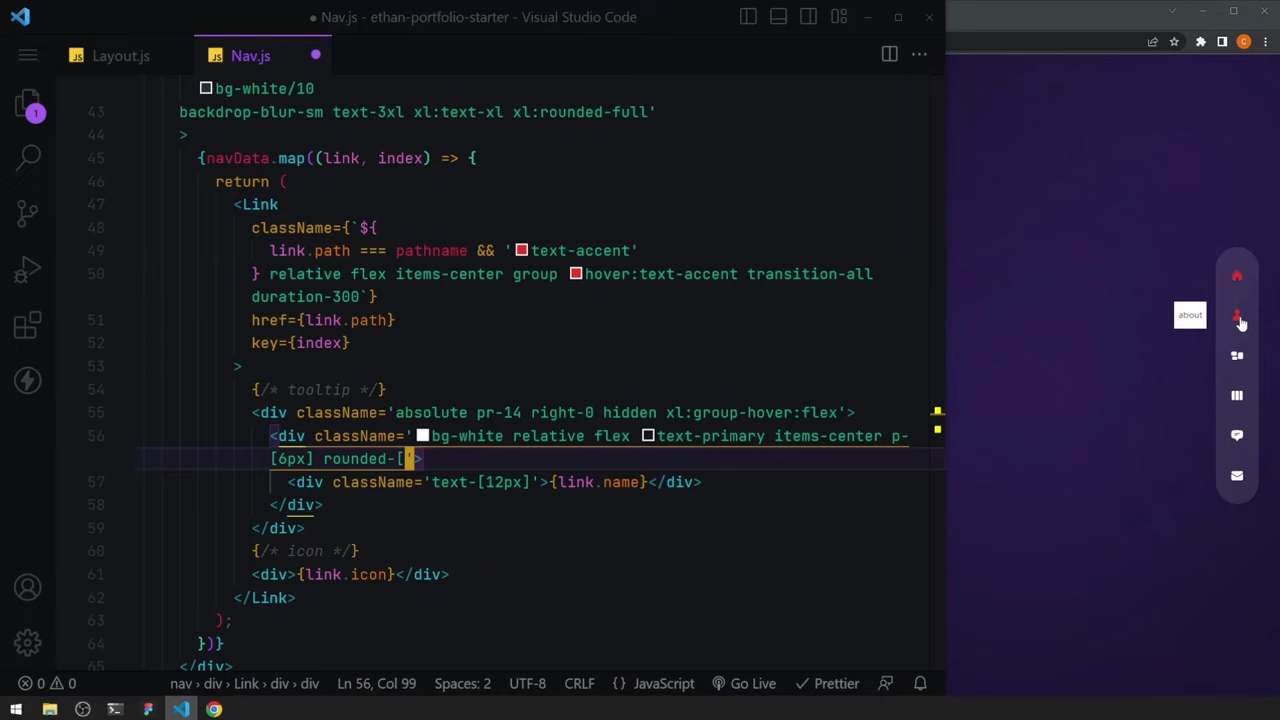 ● Nav.js - ethan-portfolio-starter - Visual Studio Code
JS Layout.js
JS Nav.js
C
1
bg-white/10
43 backdrop-blur-sm text-3xl xl:text-xl xl:rounded-full'
44 >
45 {navData.map((link, index) => {
46 return (
47 <Link
48 className={`${
49 link.path === pathname && 'text-accent'
50 } relative flex items-center group hover:text-accent transition-all
duration-300`}
51 href={link.path}
52 key={index}
53 >
54 {/* tooltip */}
55 <div className='absolute pr-14 right-0 hidden xl:group-hover:flex'>
56 <div className='bg-white relative flex text-primary items-center p-
[6px] rounded-['>
57 <div className='text-[12px]'>{link.name}</div>
58 </div>
59 </div>
60 {/* icon */}
61 <div>{link.icon}</div>
62 </Link>
63 );
64 })}
65 </div>
about
0 0 nav › div › Link › div › div Ln 56, Col 99 Spaces: 2 UTF-8 CRLF {} JavaScript Go Live Prettier